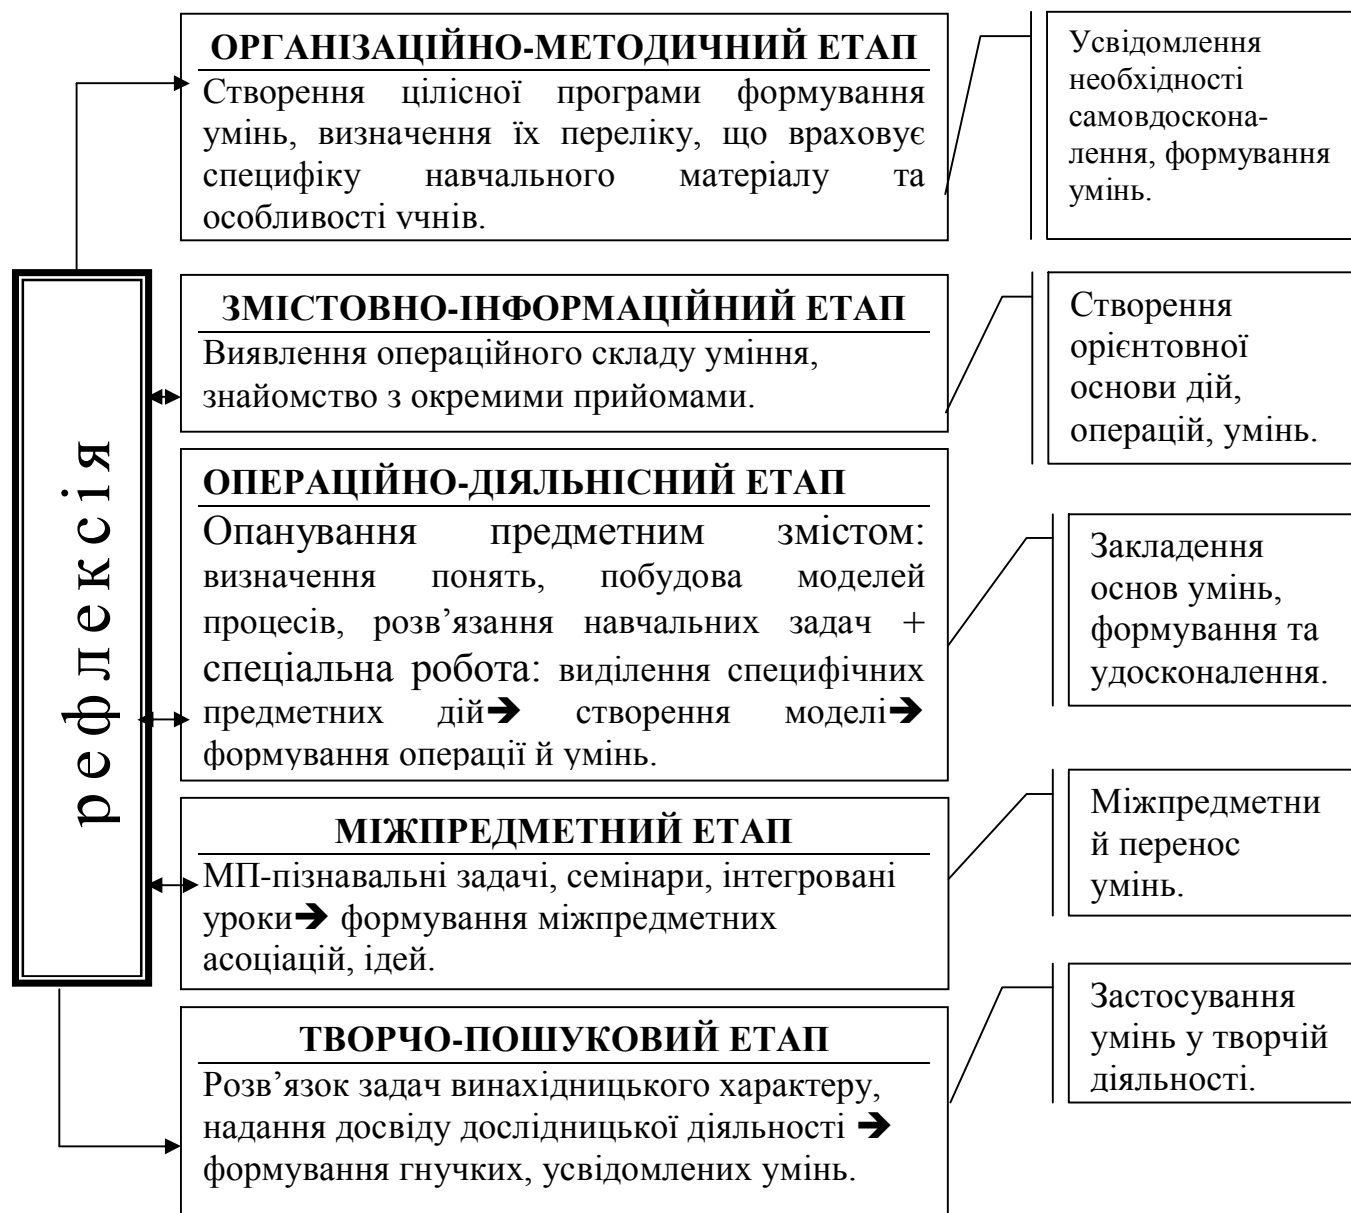 ОРГАНІЗАЦІЙНО-МЕТОДИЧНИЙ ЕТАП
Створення цілісної програми формування
умінь, визначення їх переліку, що враховує
специфіку навчального матеріалу та
особливості учнів.
Усвідомлення
необхідності
самовдоскона-
лення, формування
умінь.
рефлексія
ЗМІСТОВНО-ІНФОРМАЦІЙНИЙ ЕТАП
Виявлення операційного складу уміння,
знайомство з окремими прийомами.
Створення
орієнтовної
основи дій,
операцій, умінь.
ОПЕРАЦІЙНО-ДІЯЛЬНІСНИЙ ЕТАП
Опанування предметним змістом:
визначення понять, побудова моделей
процесів, розв’язання навчальних задач +
спеціальна робота: виділення специфічних
предметних дій➔ створення моделі➔
формування операції й умінь.
Закладення
основ умінь,
формування та
удосконалення.
МІЖПРЕДМЕТНИЙ ЕТАП
МП-пізнавальні задачі, семінари, інтегровані
уроки➔ формування міжпредметних
асоціацій, ідей.
Міжпредметни
й перенос
умінь.
ТВОРЧО-ПОШУКОВИЙ ЕТАП
Розв’язок задач винахідницького характеру,
надання досвіду дослідницької діяльності ➔
формування гнучких, усвідомлених умінь.
Застосування
умінь у творчій
діяльності.